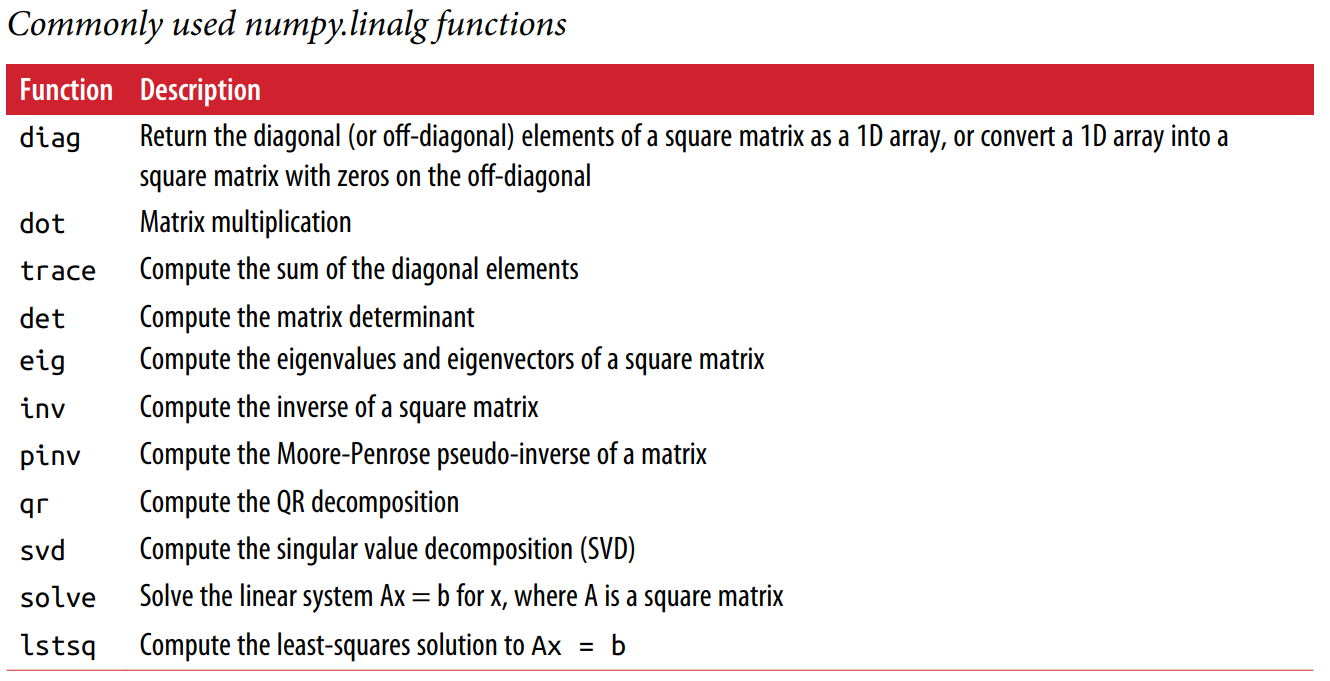 Commonly used numpy.linalg functions
Function Description
diag Return the diagonal (or off-diagonal) elements of a square matrix as a 1D array, or convert a 1D array into a
square matrix with zeros on the off-diagonal
dot Matrix multiplication
trace Compute the sum of the diagonal elements
det Compute the matrix determinant
eig Compute the eigenvalues and eigenvectors of a square matrix
inv Compute the inverse of a square matrix
pinv Compute the Moore-Penrose pseudo-inverse of a matrix
qr Compute the QR decomposition
svd Compute the singular value decomposition (SVD)
solve Solve the linear system Ax = b for x, where A is a square matrix
lstsq Compute the least-squares solution to Ax = b